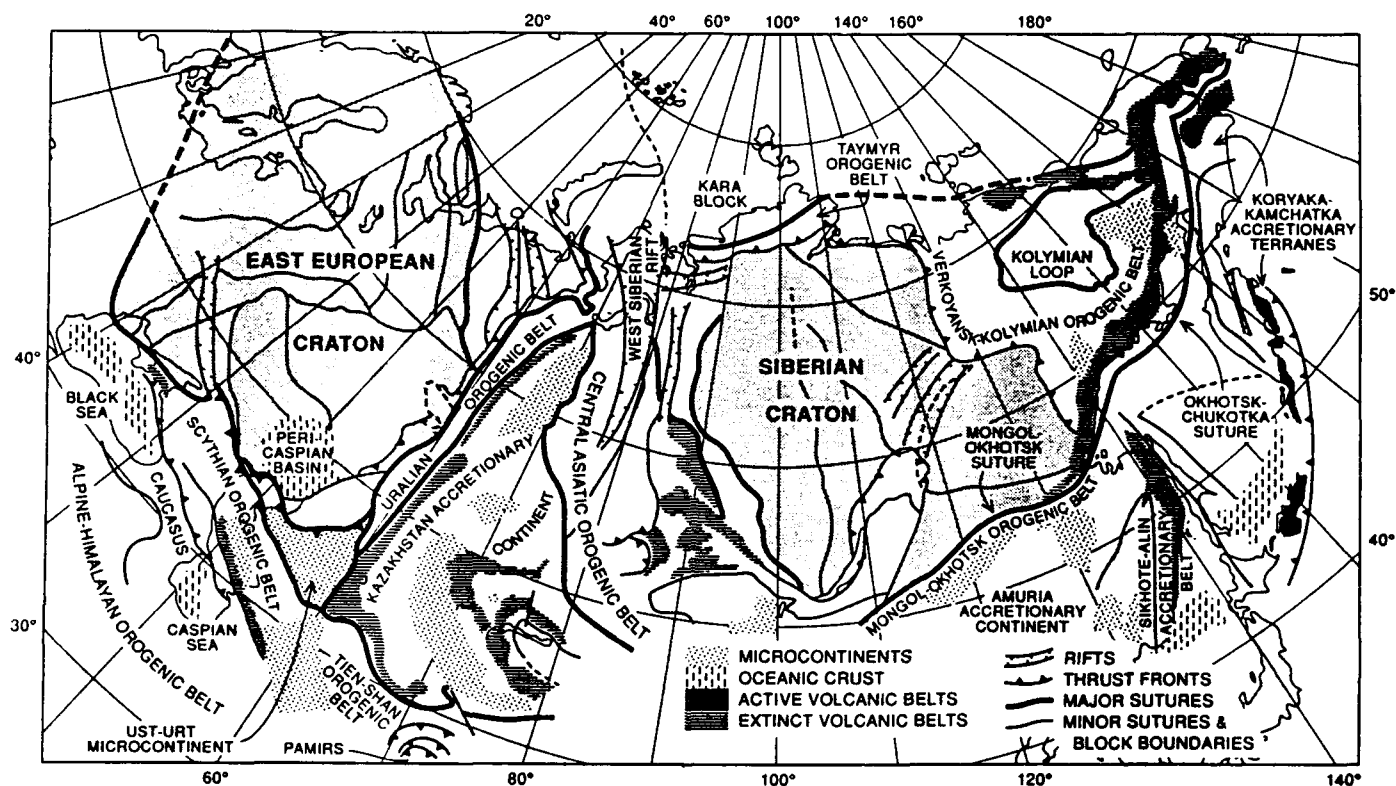 20°
40°
60°
100°
140°
160°
180°
TAYMYR
OROGENIC
BELT
KARA
BLOCK
KORYAKA-
KAMCHATKA
ACCRETIONARY
TERRANES
WEST SIBERIAN
RIFT
KOLYMIAN
LOOP
EAST EUROPEAN
CRATON
VERKOYANSK-KOLYMIAN OROGENIC BELT
50°
40°
BLACK
SEA
SIBERIAN
CRATON
OKHOTSK-
CHUKOTKA
SUTURE
PERI-
CASPIAN
BASIN
MONGOL-
OKHOTSK
SUTURE
URALIAN OROGENIC BELT
SCYTHIAN OROGENIC BELT
CAUCASUS
ALPINE-HIMALAYAN OROGENIC BELT
KAZAKHSTAN ACCRETIONARY
CONTINENT
CENTRAL ASIATIC OROGENIC BELT
MONGOL-OKHOTSK OROGENIC BELT
40°
AMURIA
ACCRETIONARY
CONTINENT
SIKHOTE-ALIN
ACCRETIONARY
BELT
30°
CASPIAN
SEA
TIEN-SHAN
OROGENIC
BELT
UST-URT
MICROCONTINENT
PAMIRS
MICROCONTINENTS
OCEANIC CRUST
ACTIVE VOLCANIC BELTS
EXTINCT VOLCANIC BELTS
RIFTS
THRUST FRONTS
MAJOR SUTURES
MINOR SUTURES &
BLOCK BOUNDARIES
60°
80°
100°
120°
140°